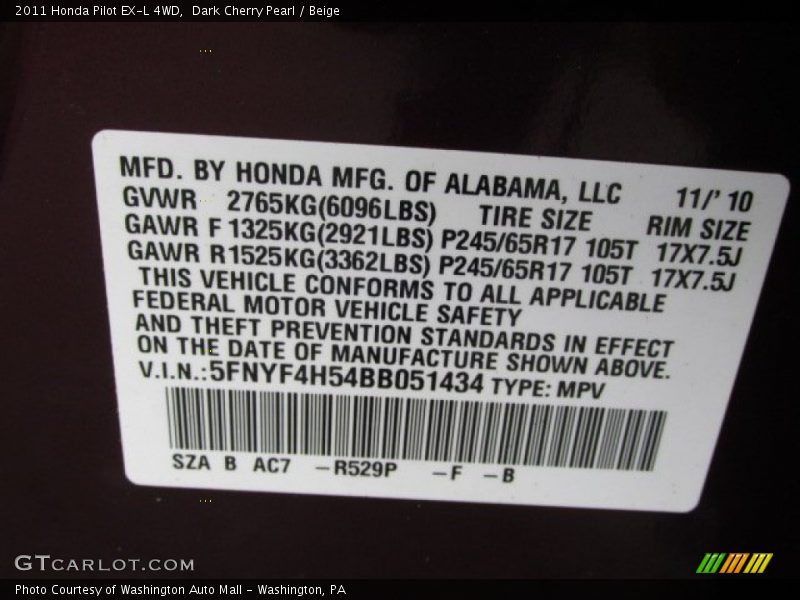 2011 Honda Pilot EX-L 4WD, Dark Cherry Pearl / Beige
MFD. BY HONDA MFG. OF ALABAMA, LLC 11/' 10
GVWR 2765KG(6096LBS) TIRE SIZE RIM SIZE
GAWR F 1325KG(2921LBS) P245/65R17 105T 17X7.5J
GAWR R1525KG(3362LBS) P245/65R17 105T 17X7.5J
THIS VEHICLE CONFORMS TO ALL APPLICABLE
FEDERAL MOTOR VEHICLE SAFETY
AND THEFT PREVENTION STANDARDS IN EFFECT
ON THE DATE OF MANUFACTURE SHOWN ABOVE.
V.I.N.:5FNYF4H54BB051434 TYPE: MPV
SZA B AC7 –R529P –F –B
GTCARLOT.COM
Photo Courtesy of Washington Auto Mall - Washington, PA